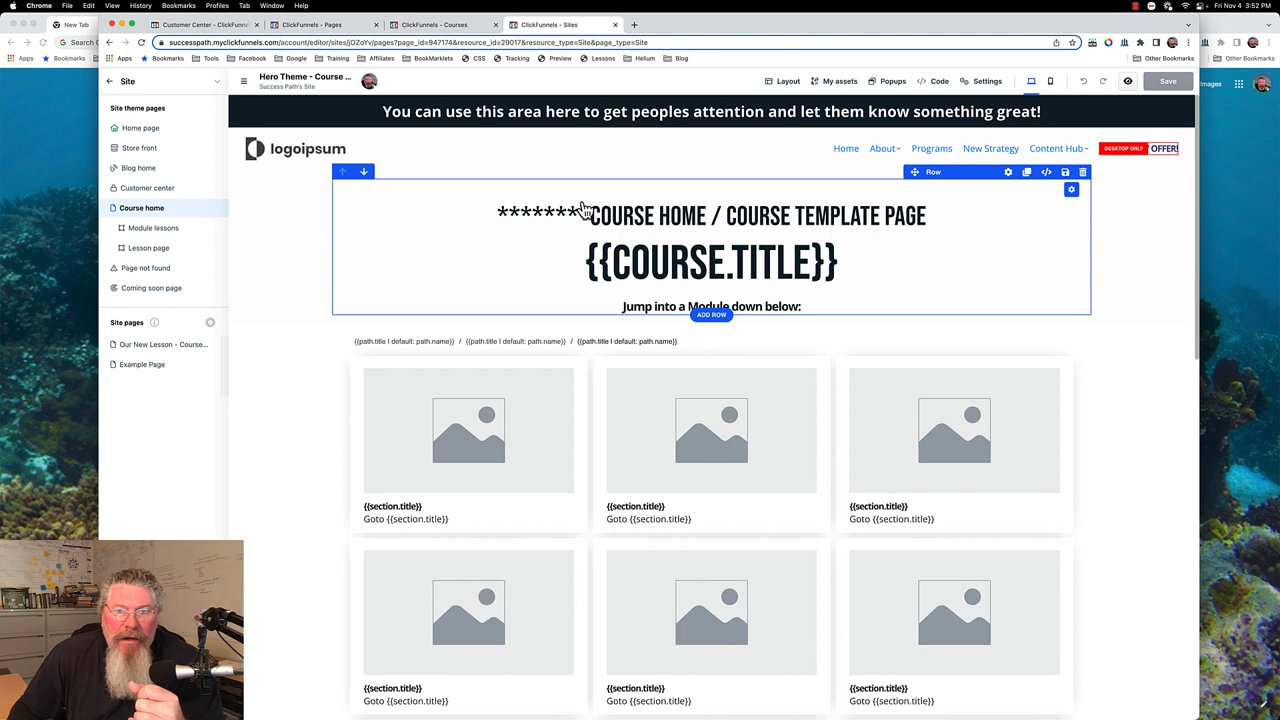 Chrome File Edit View History Bookmarks Profiles Tab Window Help
Fri Nov 4 3:52 PM
New Tab
Customer Center - ClickFunne
ClickFunnels - Pages
ClickFunnels - Courses
ClickFunnels - Sites
Search
successpath.myclickfunnels.com/account/editor/sites/jOZoYv/pages?page_id=947174&resource_id=29017&resource_type=Site&page_type=Site
Apps Bookmarks
Bookmarks Tools Facebook Google Training Affiliates BookMarklets CSS Tracking Preview Lessons Helium Blog
Other Bookmarks
Other Bookmarks
Images
Site
Hero Theme - Course ...
Success Path's Site
Layout My assets Popups Code Settings Save
Site theme pages
Home page
Store front
Blog home
Customer center
Course home
Module lessons
Lesson page
Page not found
Coming soon page
Site pages
Our New Lesson - Course...
Example Page
You can use this area here to get peoples attention and let them know something great!
logoipsum
Home About Programs New Strategy Content Hub DESKTOP ONLY OFFER!
Row
COURSE HOME / COURSE TEMPLATE PAGE
{{COURSE.TITLE}}
Jump into a Module down below:
ADD ROW
{{path.title | default: path.name}} / {{path.title | default: path.name}} / {{path.title | default: path.name}}
{{section.title}} {{section.title}} {{section.title}}
Goto {{section.title}} Goto {{section.title}} Goto {{section.title}}
{{section.title}} {{section.title}} {{section.title}}
Goto {{section.title}} Goto {{section.title}} Goto {{section.title}}